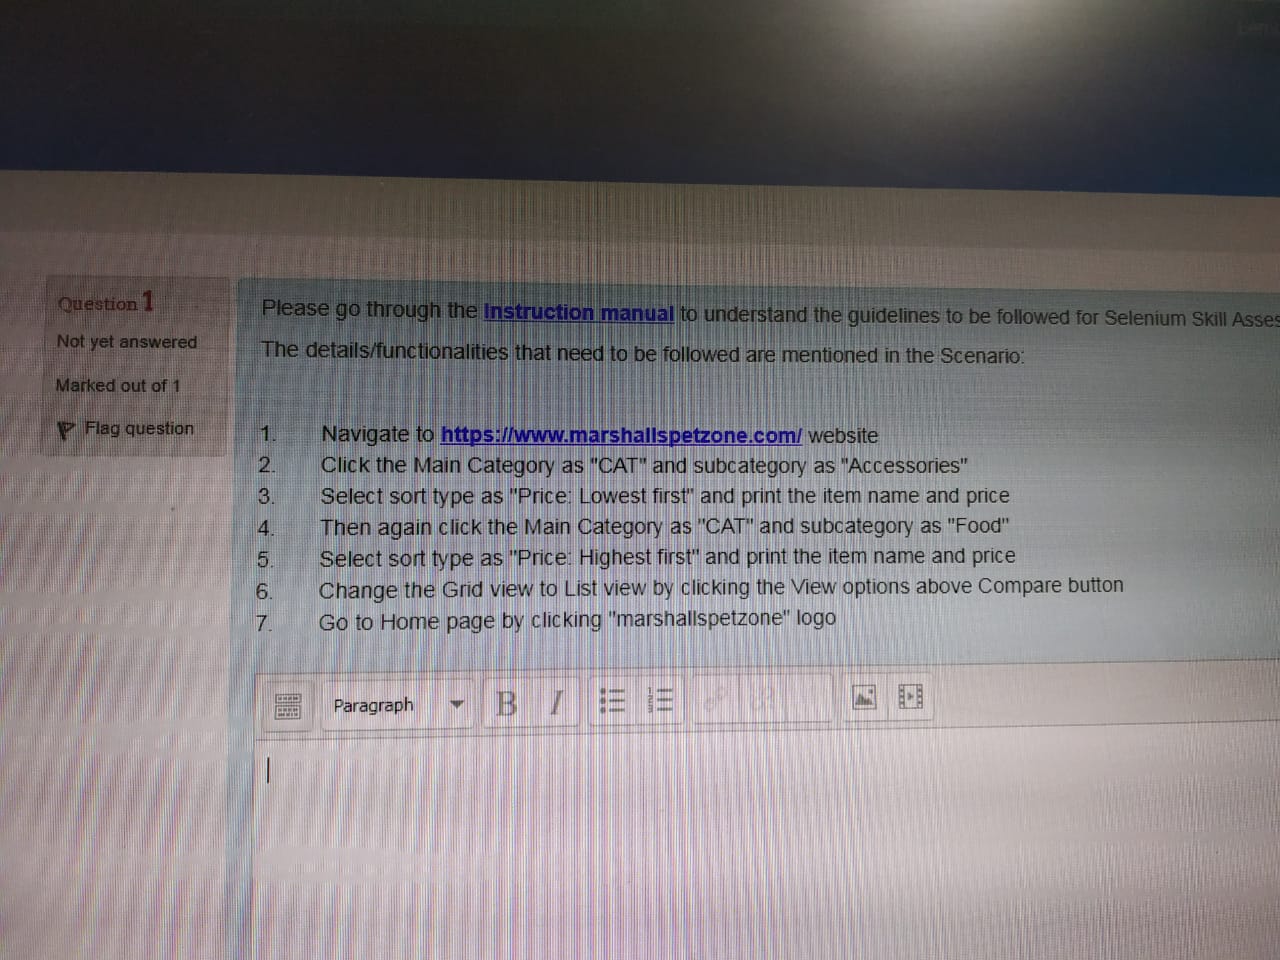 Question 1
Not yet answered
Marked out of 1
Flag question
Please go through the Instruction manual to understand the guidelines to be followed for Selenium Skill Asses
The details/functionalities that need to be followed are mentioned in the Scenario:
1. Navigate to https://www.marshallspetzone.com/ website
2. Click the Main Category as "CAT" and subcategory as "Accessories"
3. Select sort type as "Price: Lowest first" and print the item name and price
4. Then again click the Main Category as "CAT" and subcategory as "Food"
5. Select sort type as "Price: Highest first" and print the item name and price
6. Change the Grid view to List view by clicking the View options above Compare button
7. Go to Home page by clicking "marshallspetzone" logo
Paragraph B I